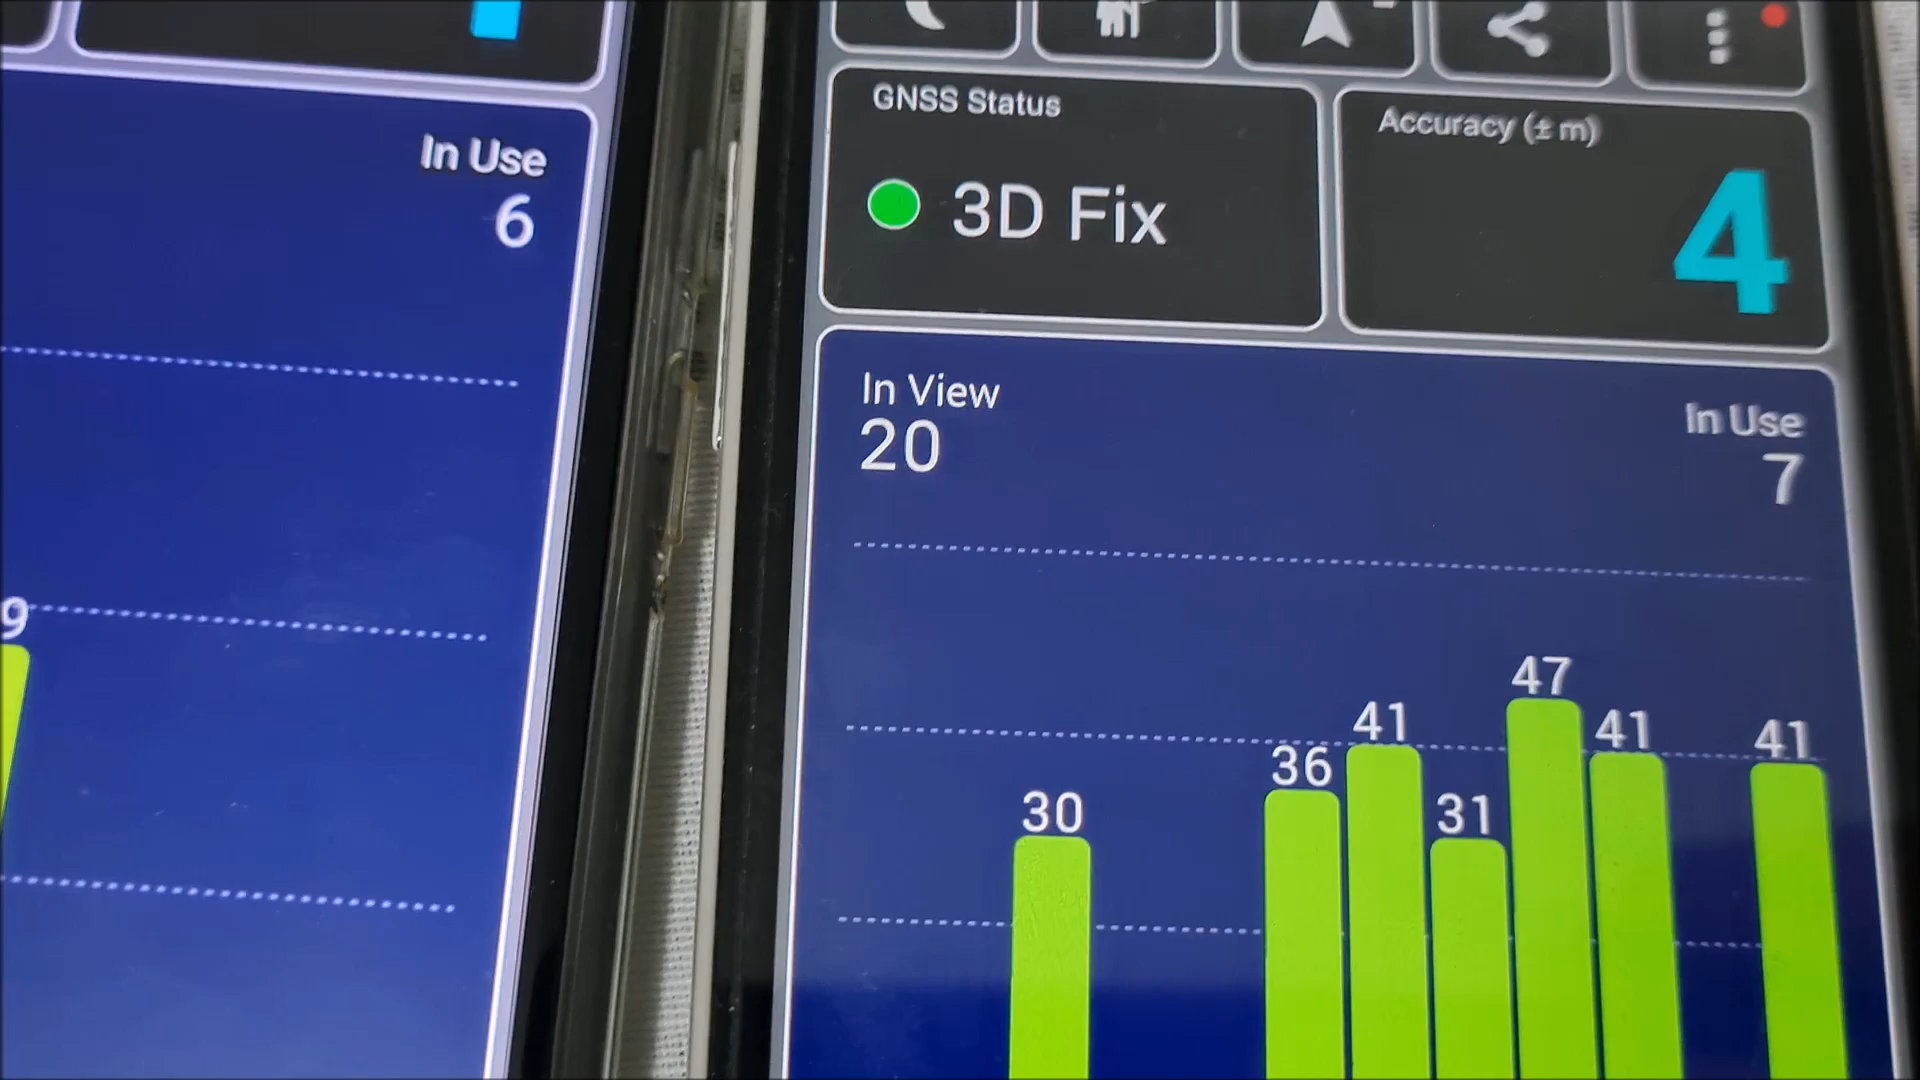 In Use
6
9
GNSS Status
3D Fix
Accuracy (± m)
4
In View
20
In Use
7
30
36
41
31
47
41
41